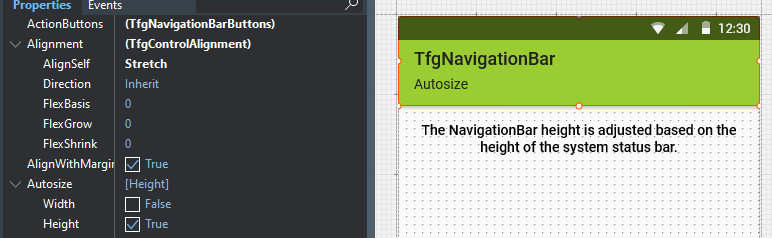 Properties Events
ActionButtons (TfgNavigationBarButtons)
Alignment (TfgControlAlignment)
AlignSelf Stretch
Direction Inherit
FlexBasis 0
FlexGrow 0
FlexShrink 0
AlignWithMargin True
Autosize [Height]
Width False
Height True
12:30
TfgNavigationBar
Autosize
The NavigationBar height is adjusted based on the
height of the system status bar.